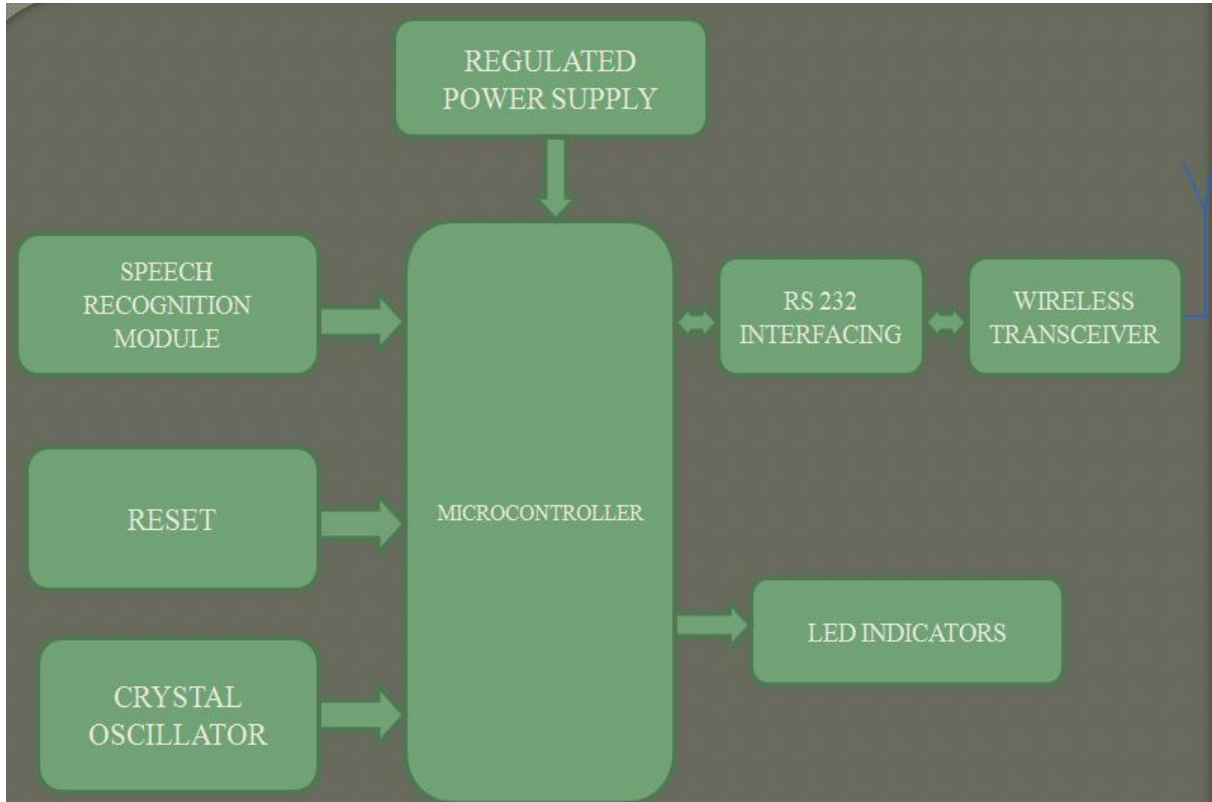 REGULATED
POWER SUPPLY
SPEECH
RECOGNITION
MODULE
RS 232
INTERFACING
WIRELESS
TRANSCEIVER
RESET
MICROCONTROLLER
LED INDICATORS
CRYSTAL
OSCILLATOR